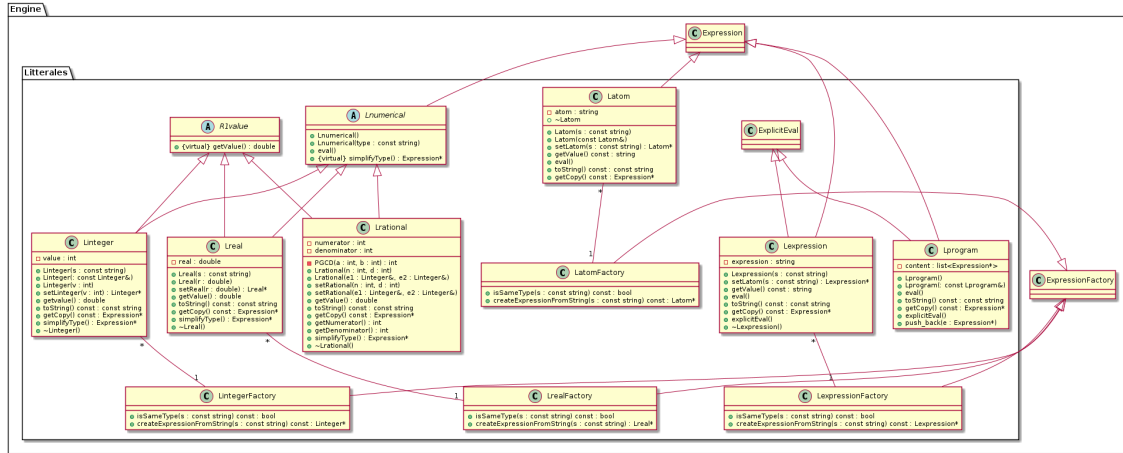 Engine
C Expression
Litterales
A R1value
{virtual} getValue() : double
A Lnumerical
Lnumerical()
Lnumerical(type : const string)
eval()
{virtual} simplifyType() : Expression*
C Latom
atom : string
~Latom
Latom(s : const string)
Latom(const Latom&)
setLatom(s : const string) : Latom*
getValue() const : string
eval()
toString() const : const string
getCopy() const : Expression*
C ExplicitEval
C Linteger
value : int
Linteger(s : const string)
Linteger(: const Linteger&)
Linteger(v : int)
setLinteger(v : int) : Linteger*
getvalue() : double
toString() const : const string
getCopy() const : Expression*
simplifyType() : Expression*
~Linteger()
C Lreal
real : double
Lreal(s : const string)
Lreal(r : double)
setReallr : double) : Lreal*
getValue() : double
toString() const : const string
getCopy() const : Expression*
simplifyType() : Expression*
~Lreal()
C Lrational
numerator : int
denominator : int
PGCD(a : int, b : int) : int
Lrational(n : int, d : int)
Lrational(e1 : Linteger&, e2 : Linteger&)
setRational(n : int, d : int)
setRational(e1 : Linteger&, e2 : Linteger&)
getValue() : double
toString() const : const string
getCopy() const : Expression*
getNumerator() : int
getDenominator() : int
simplifyType() : Expression*
~Lrational()
C LatomFactory
isSameType(s : const string) const : bool
createExpressionFromString(s : const string) const : Latom*
C Lexpression
expression : string
Lexpression(s : const string)
setLexpression(s : const string) : Lexpression*
getValue() const : string
eval()
toString() const : const string
getCopy() const : Expression*
explicitEval()
~Lexpression()
C Lprogram
content : list<Expression*>
Lprogram()
Lprogram(: const Lprogram&)
eval()
toString() const : const string
getCopy() const : Expression*
explicitEval()
push_back(e : Expression*)
C ExpressionFactory
* 1
* 1
* 1
* 1
C LintegerFactory
isSameType(s : const string) const : bool
createExpressionFromString(s : const string) const : Linteger*
C LrealFactory
isSameType(s : const string) const : bool
createExpressionFromString(s : const string) : Lreal*
C LexpressionFactory
isSameType(s : const string) const : bool
createExpressionFromString(s : const string) const : Lexpression*